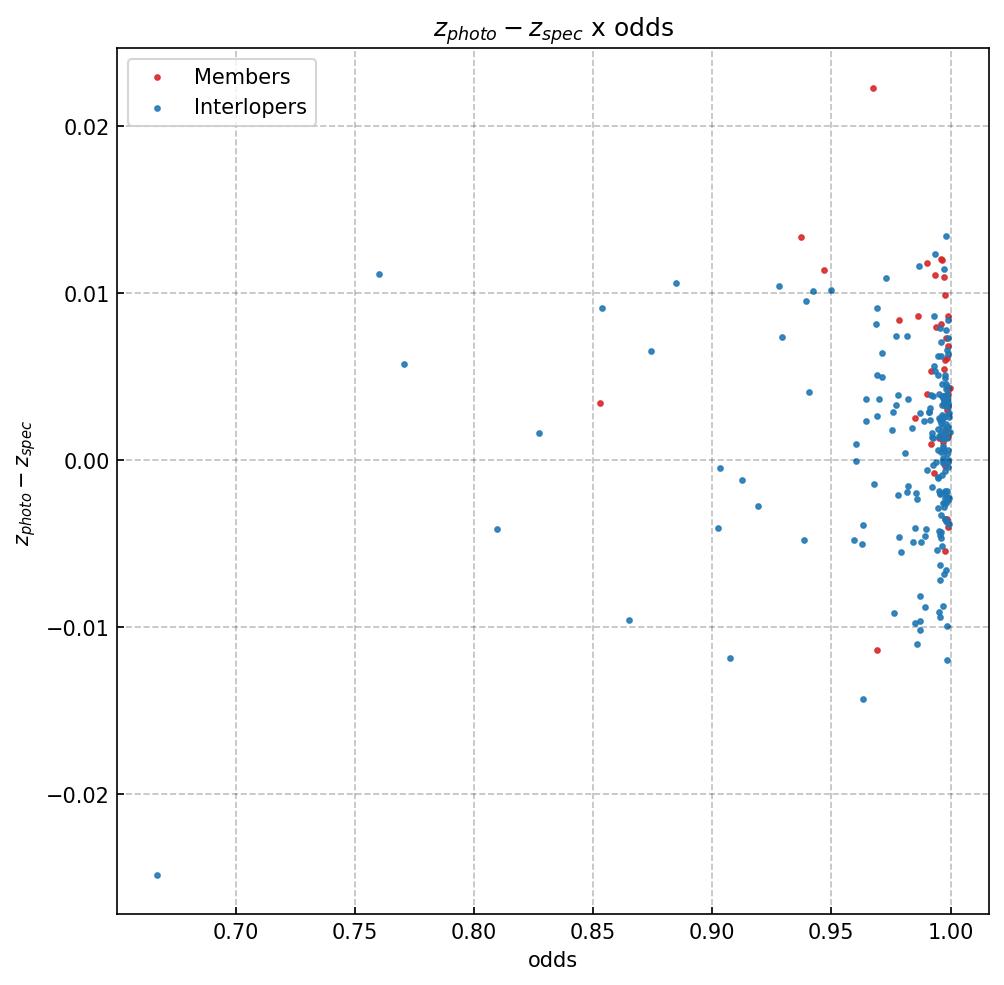 z_photo − z_spec x odds
Members
Interlopers
0.02
0.01
0.00
−0.01
−0.02
z_photo − z_spec
0.70 0.75 0.80 0.85 0.90 0.95 1.00
odds